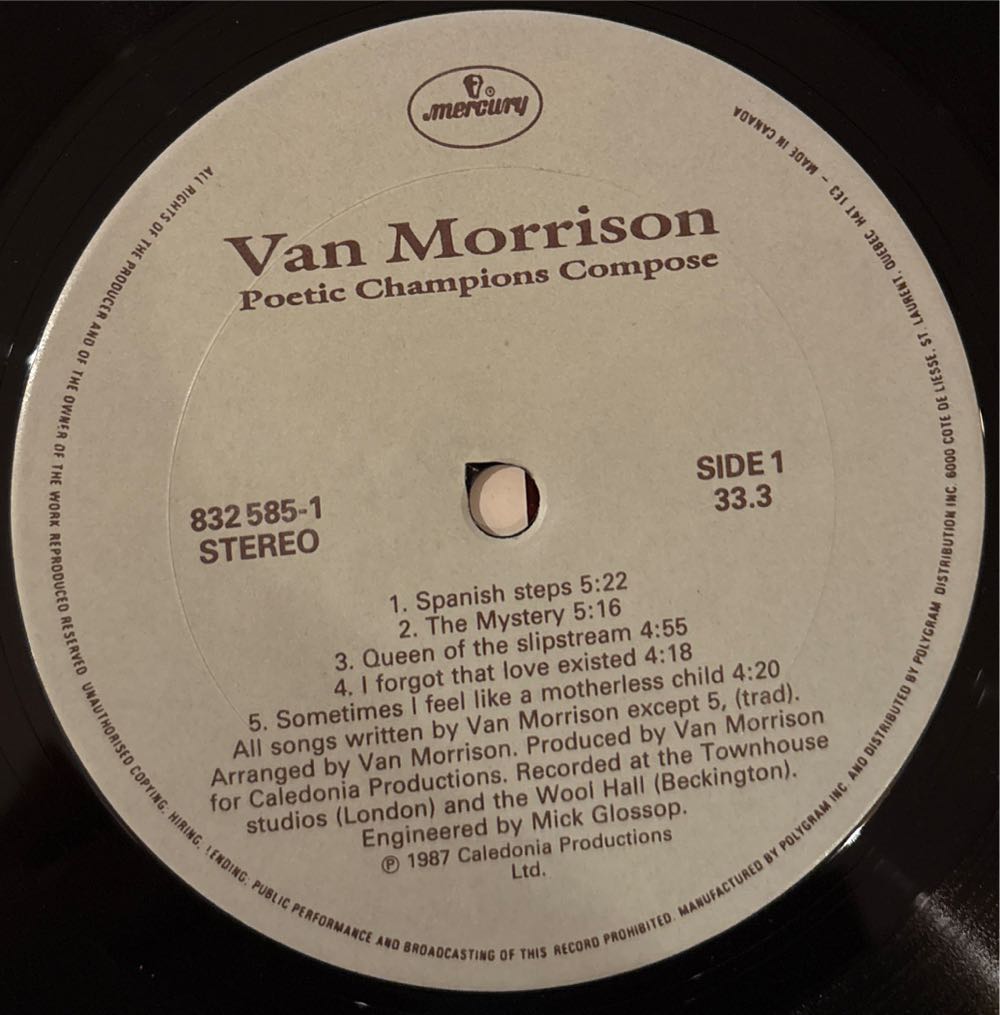 mercury
Van Morrison
Poetic Champions Compose
832 585-1
STEREO
SIDE 1
33.3
1. Spanish steps 5:22
2. The Mystery 5:16
3. Queen of the slipstream 4:55
4. I forgot that love existed 4:18
5. Sometimes I feel like a motherless child 4:20
All songs written by Van Morrison except 5, (trad).
Arranged by Van Morrison. Produced by Van Morrison
for Caledonia Productions. Recorded at the Townhouse
studios (London) and the Wool Hall (Beckington).
Engineered by Mick Glossop.
℗ 1987 Caledonia Productions
Ltd.
ALL RIGHTS OF THE PRODUCER AND OF THE OWNER OF THE WORK REPRODUCED RESERVED UNAUTHORISED COPYING, HIRING, LENDING, PUBLIC PERFORMANCE AND BROADCASTING OF THIS RECORD PROHIBITED. MANUFACTURED BY POLYGRAM INC. AND DISTRIBUTED BY POLYGRAM DISTRIBUTION INC. 6000 COTE DE LIESSE, ST. LAURENT, QUEBEC H4T 1E3 – MADE IN CANADA